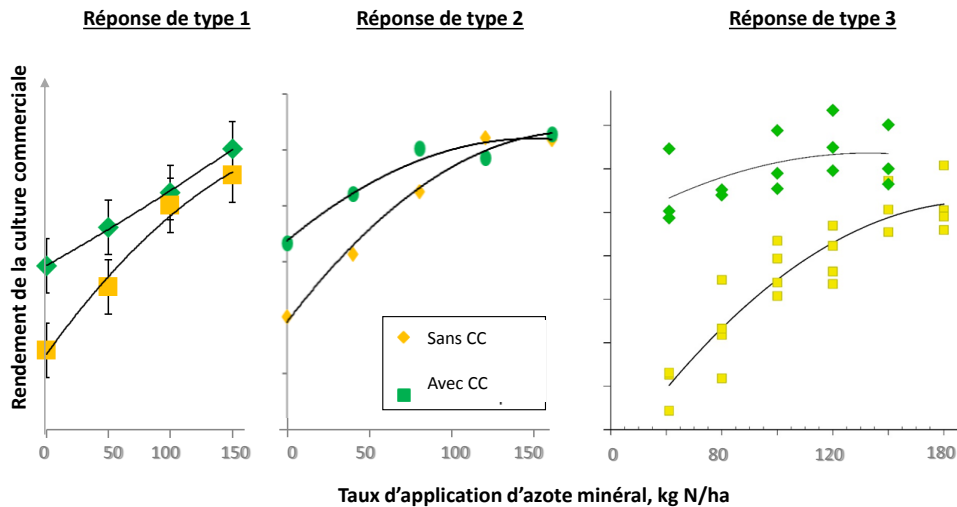 Réponse de type 1
Réponse de type 2
Réponse de type 3
Rendement de la culture commerciale
Sans CC
Avec CC
0 50 100 150
0 50 100 150
0 80 120 180
Taux d’application d’azote minéral, kg N/ha